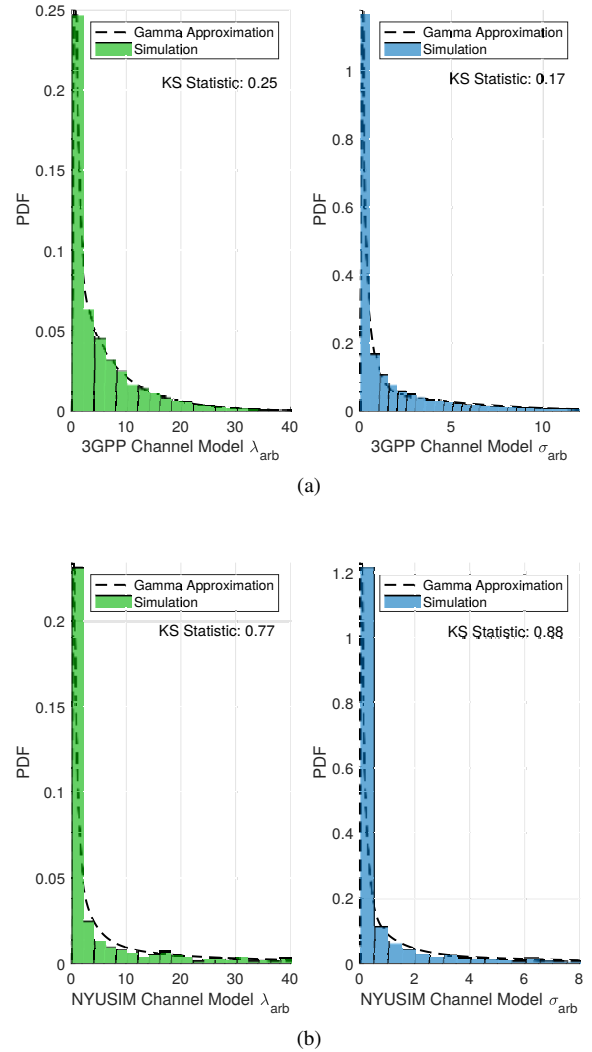 0.25
0.2
0.15
0.1
0.05
0
PDF
Gamma Approximation
Simulation
KS Statistic: 0.25
0 10 20 30 40
3GPP Channel Model λarb
1
0.8
0.6
0.4
0.2
0
PDF
Gamma Approximation
Simulation
KS Statistic: 0.17
0 5 10
3GPP Channel Model σarb
(a)
0.2
0.15
0.1
0.05
0
PDF
Gamma Approximation
Simulation
KS Statistic: 0.77
0 10 20 30 40
NYUSIM Channel Model λarb
1.2
1
0.8
0.6
0.4
0.2
0
PDF
Gamma Approximation
Simulation
KS Statistic: 0.88
0 2 4 6 8
NYUSIM Channel Model σarb
(b)